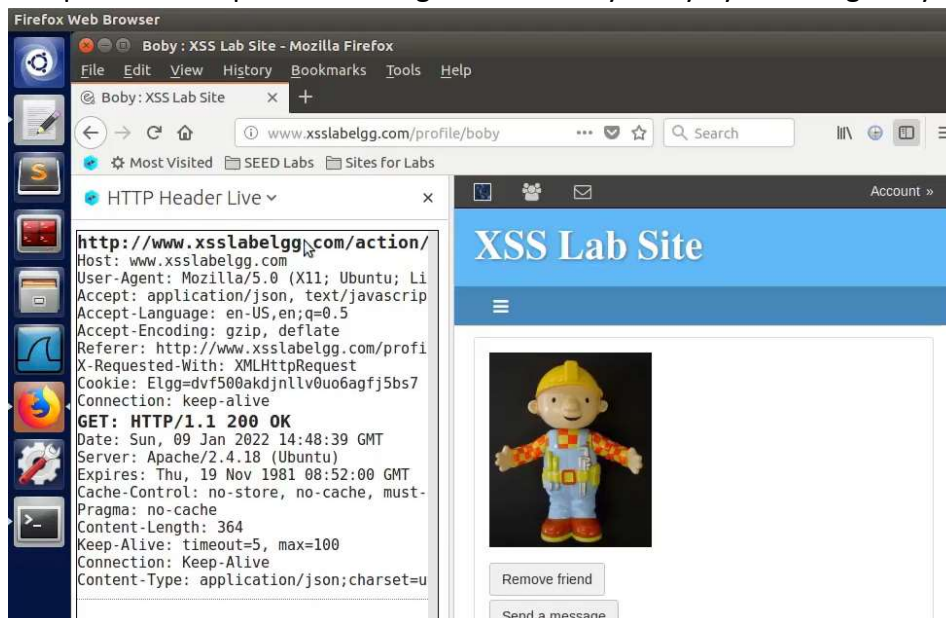 Firefox Web Browser
Boby : XSS Lab Site - Mozilla Firefox
File Edit View History Bookmarks Tools Help
Boby: XSS Lab Site × +
www.xsslabelgg.com/profile/boby ••• Search
Most Visited SEED Labs Sites for Labs
HTTP Header Live ×
http://www.xsslabelgg.com/action/
Host: www.xsslabelgg.com
User-Agent: Mozilla/5.0 (X11; Ubuntu; Li
Accept: application/json, text/javascrip
Accept-Language: en-US,en;q=0.5
Accept-Encoding: gzip, deflate
Referer: http://www.xsslabelgg.com/profi
X-Requested-With: XMLHttpRequest
Cookie: Elgg=dvf500akdjnllv0uo6agfj5bs7
Connection: keep-alive
GET: HTTP/1.1 200 OK
Date: Sun, 09 Jan 2022 14:48:39 GMT
Server: Apache/2.4.18 (Ubuntu)
Expires: Thu, 19 Nov 1981 08:52:00 GMT
Cache-Control: no-store, no-cache, must-
Pragma: no-cache
Content-Length: 364
Keep-Alive: timeout=5, max=100
Connection: Keep-Alive
Content-Type: application/json;charset=u
Account »
XSS Lab Site
Remove friend
Send a message